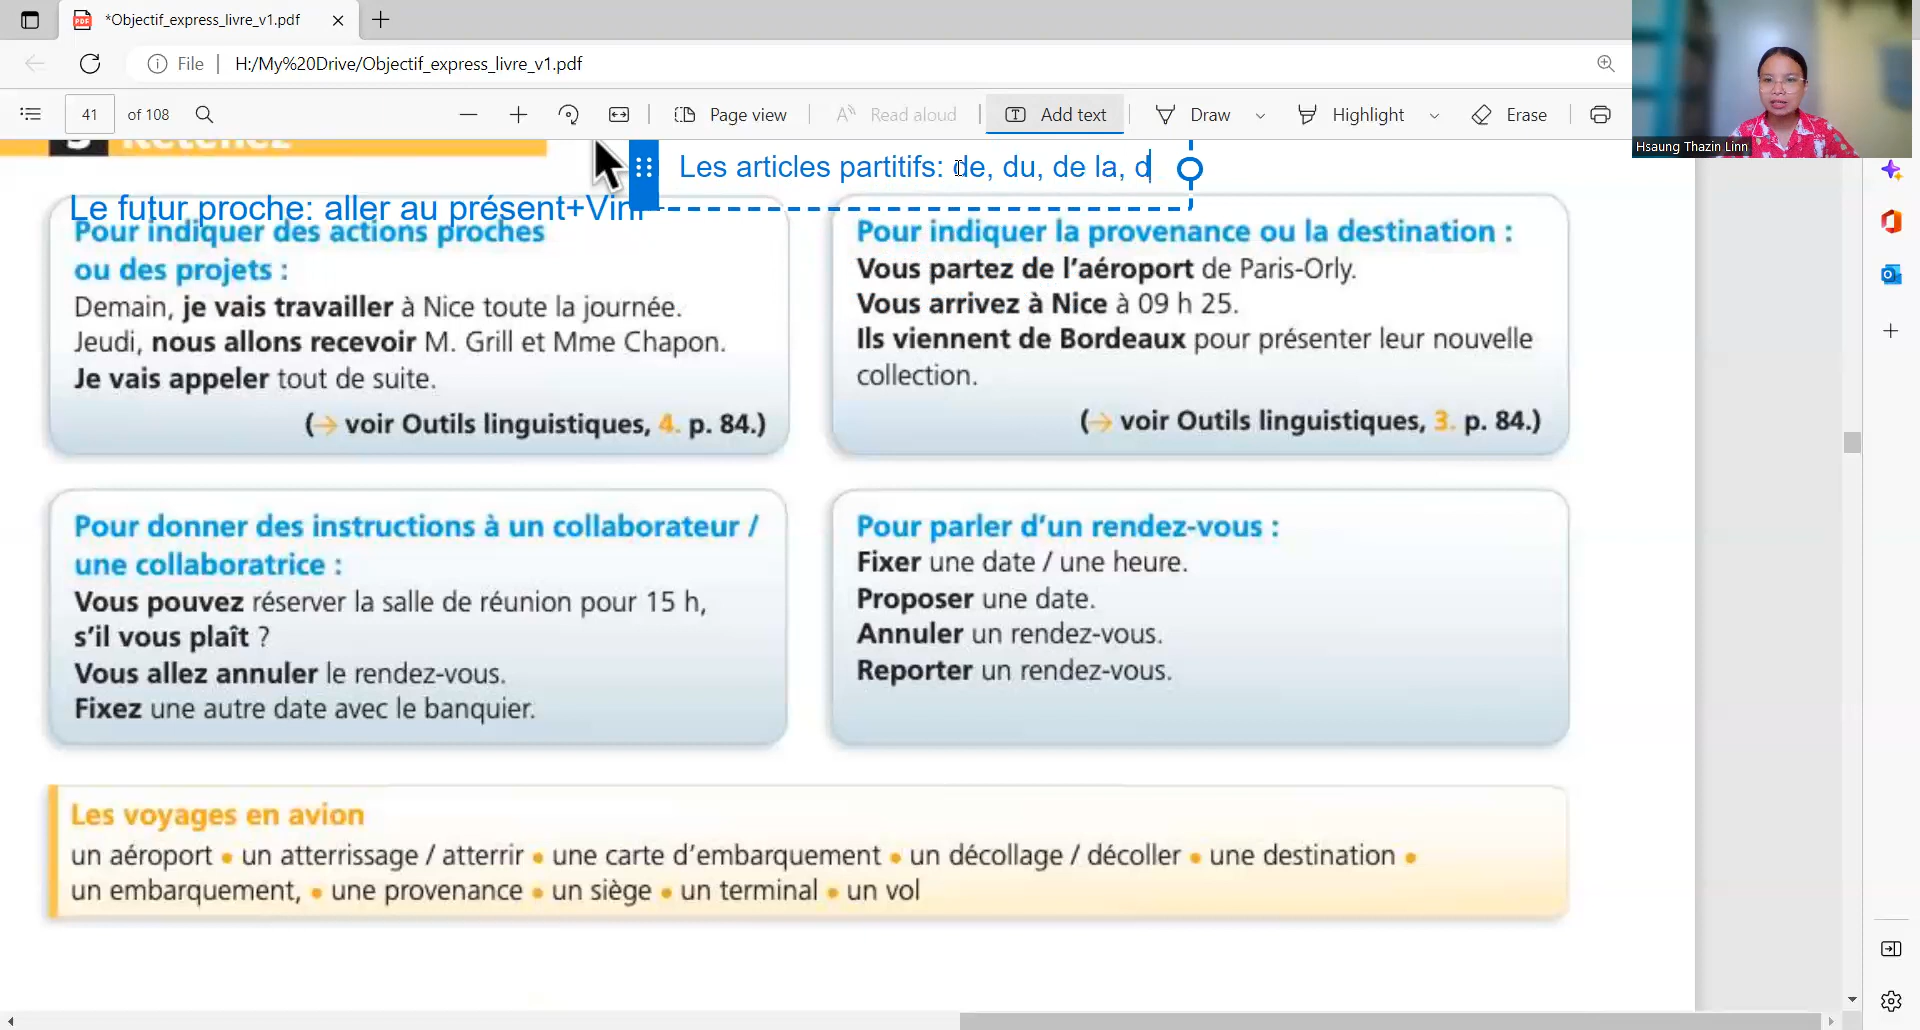 *Objectif_express_livre_v1.pdf
File
H:/My%20Drive/Objectif_express_livre_v1.pdf
41 of 108
Page view
Read aloud
Add text
Draw
Highlight
Erase
Hsaung Thazin Linn
Retenez
Les articles partitifs: de, du, de la, d
Le futur proche: aller au présent+Vinf
Pour indiquer des actions proches
ou des projets :
Demain, je vais travailler à Nice toute la journée.
Jeudi, nous allons recevoir M. Grill et Mme Chapon.
Je vais appeler tout de suite.
(→ voir Outils linguistiques, 4. p. 84.)
Pour indiquer la provenance ou la destination :
Vous partez de l'aéroport de Paris-Orly.
Vous arrivez à Nice à 09 h 25.
Ils viennent de Bordeaux pour présenter leur nouvelle
collection.
(→ voir Outils linguistiques, 3. p. 84.)
Pour donner des instructions à un collaborateur /
une collaboratrice :
Vous pouvez réserver la salle de réunion pour 15 h,
s'il vous plaît ?
Vous allez annuler le rendez-vous.
Fixez une autre date avec le banquier.
Pour parler d'un rendez-vous :
Fixer une date / une heure.
Proposer une date.
Annuler un rendez-vous.
Reporter un rendez-vous.
Les voyages en avion
un aéroport • un atterrissage / atterrir • une carte d'embarquement • un décollage / décoller • une destination •
un embarquement, • une provenance • un siège • un terminal • un vol